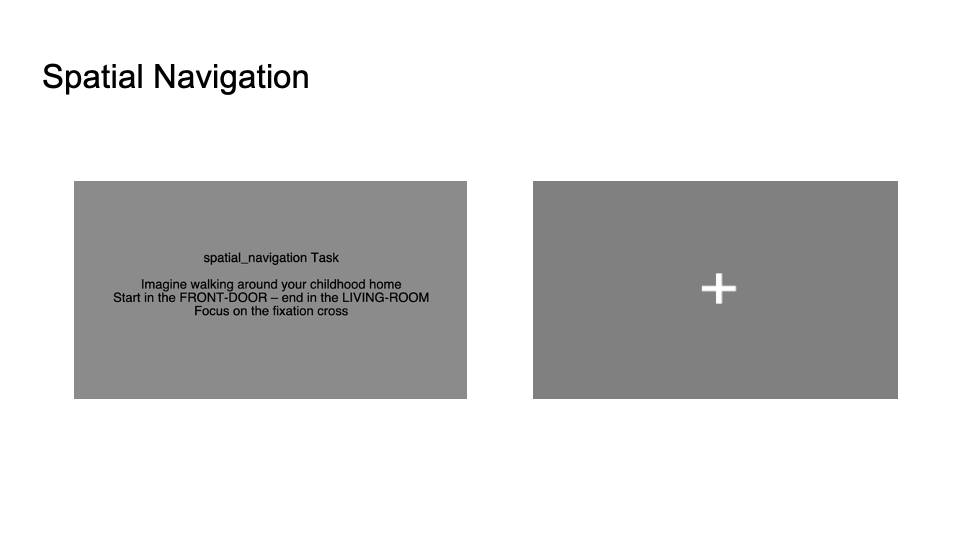 Spatial Navigation
spatial_navigation Task
Imagine walking around your childhood home
Start in the FRONT-DOOR – end in the LIVING-ROOM
Focus on the fixation cross